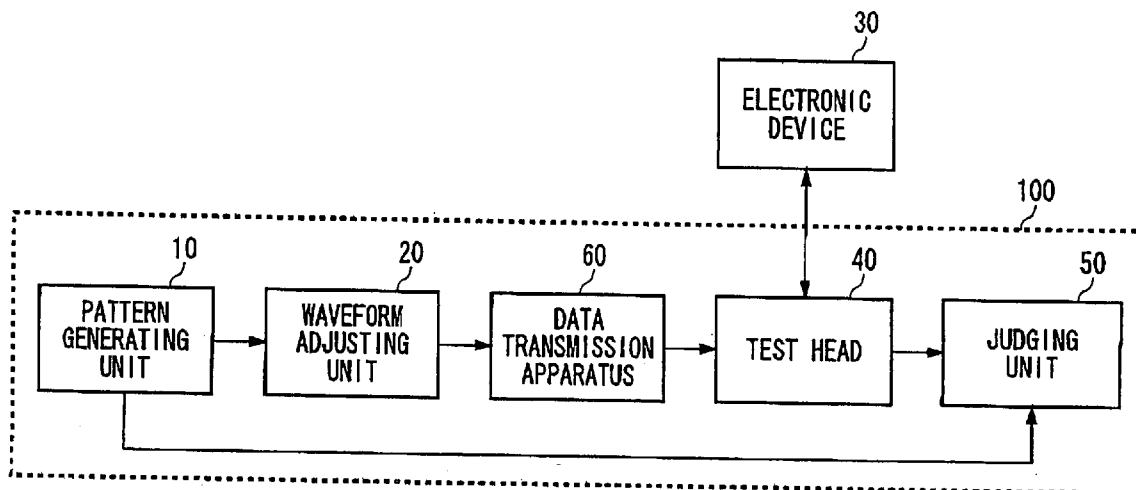 30
ELECTRONIC
DEVICE
100
10
PATTERN
GENERATING
UNIT
20
WAVEFORM
ADJUSTING
UNIT
60
DATA
TRANSMISSION
APPARATUS
40
TEST HEAD
50
JUDGING
UNIT